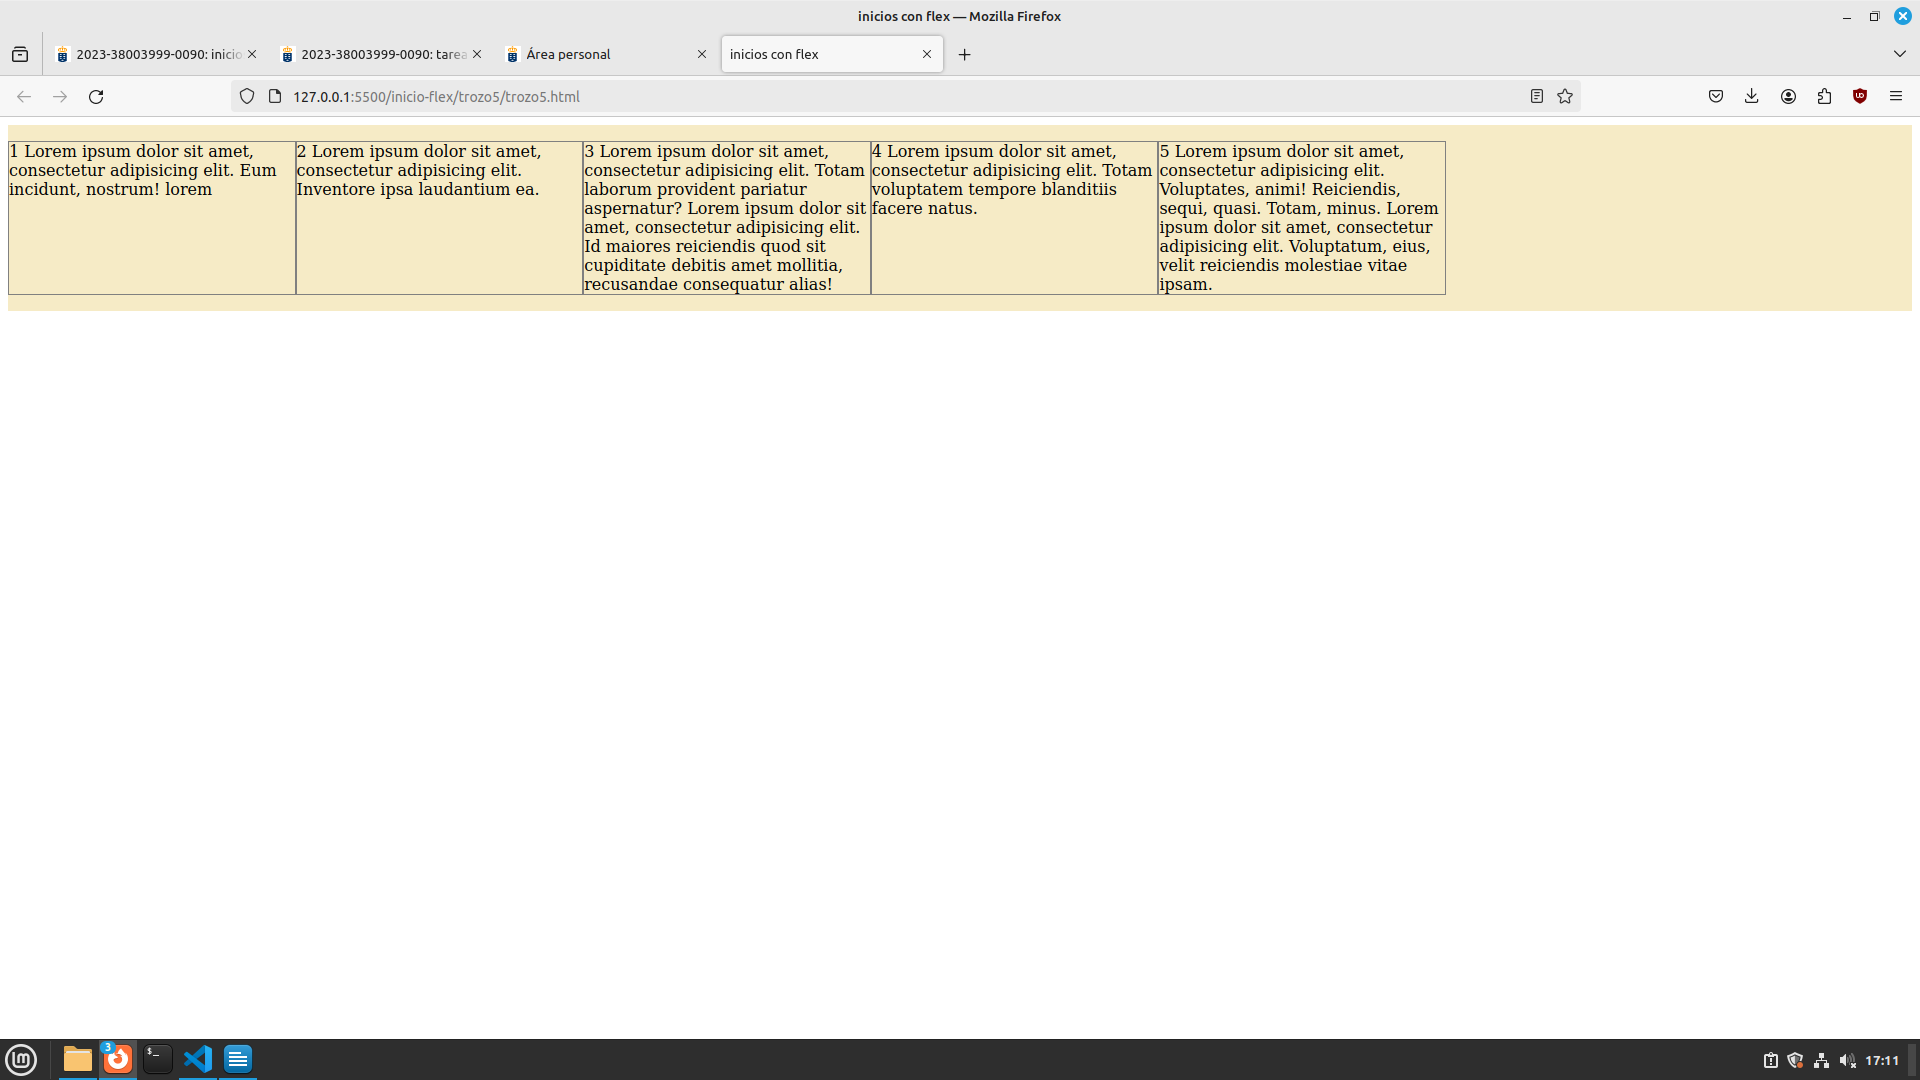 inicios con flex — Mozilla Firefox
2023-38003999-0090: inicio
2023-38003999-0090: tarea
Área personal
inicios con flex
127.0.0.1:5500/inicio-flex/trozo5/trozo5.html
1 Lorem ipsum dolor sit amet,
consectetur adipisicing elit. Eum
incidunt, nostrum! lorem
2 Lorem ipsum dolor sit amet,
consectetur adipisicing elit.
Inventore ipsa laudantium ea.
3 Lorem ipsum dolor sit amet,
consectetur adipisicing elit. Totam
laborum provident pariatur
aspernatur? Lorem ipsum dolor sit
amet, consectetur adipisicing elit.
Id maiores reiciendis quod sit
cupiditate debitis amet mollitia,
recusandae consequatur alias!
4 Lorem ipsum dolor sit amet,
consectetur adipisicing elit. Totam
voluptatem tempore blanditiis
facere natus.
5 Lorem ipsum dolor sit amet,
consectetur adipisicing elit.
Voluptates, animi! Reiciendis,
sequi, quasi. Totam, minus. Lorem
ipsum dolor sit amet, consectetur
adipisicing elit. Voluptatum, eius,
velit reiciendis molestiae vitae
ipsam.
3
17:11